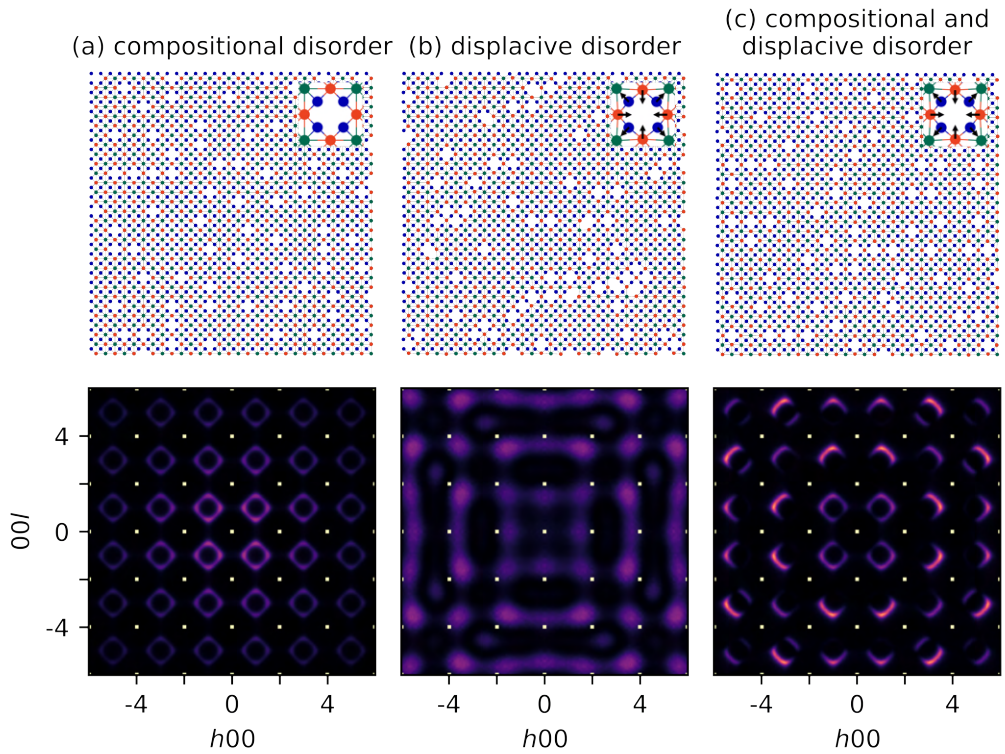 (a) compositional disorder
(b) displacive disorder
(c) compositional and
displacive disorder
00l
4
0
-4
-4 0 4
h00
-4 0 4
h00
-4 0 4
h00